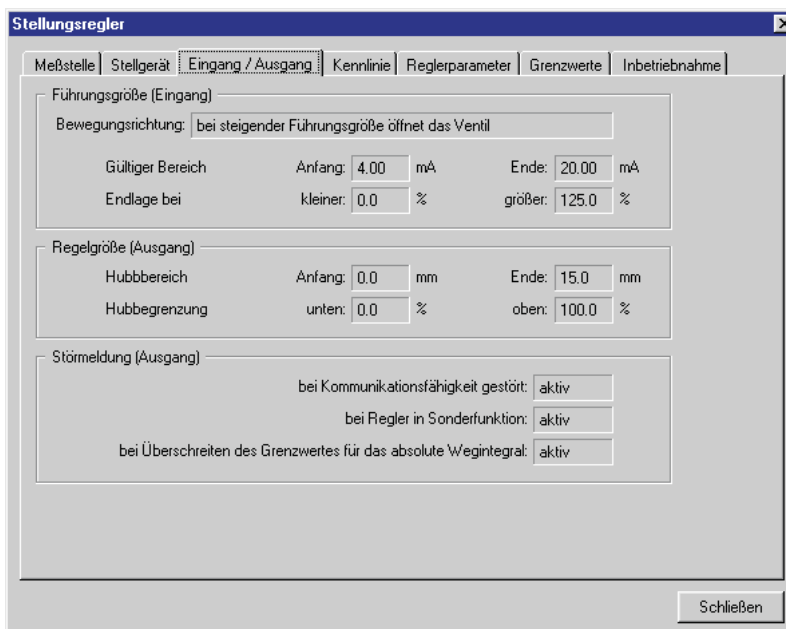 Stellungsregler
Meßstelle Stellgerät Eingang / Ausgang Kennlinie Reglerparameter Grenzwerte Inbetriebnahme
Führungsgröße (Eingang)
Bewegungsrichtung: bei steigender Führungsgröße öffnet das Ventil
Gültiger Bereich Anfang: 4.00 mA Ende: 20.00 mA
Endlage bei kleiner: 0.0 % größer: 125.0 %
Regelgröße (Ausgang)
Hubbbereich Anfang: 0.0 mm Ende: 15.0 mm
Hubbegrenzung unten: 0.0 % oben: 100.0 %
Störmeldung (Ausgang)
bei Kommunikationsfähigkeit gestört: aktiv
bei Regler in Sonderfunktion: aktiv
bei Überschreiten des Grenzwertes für das absolute Wegintegral: aktiv
Schließen